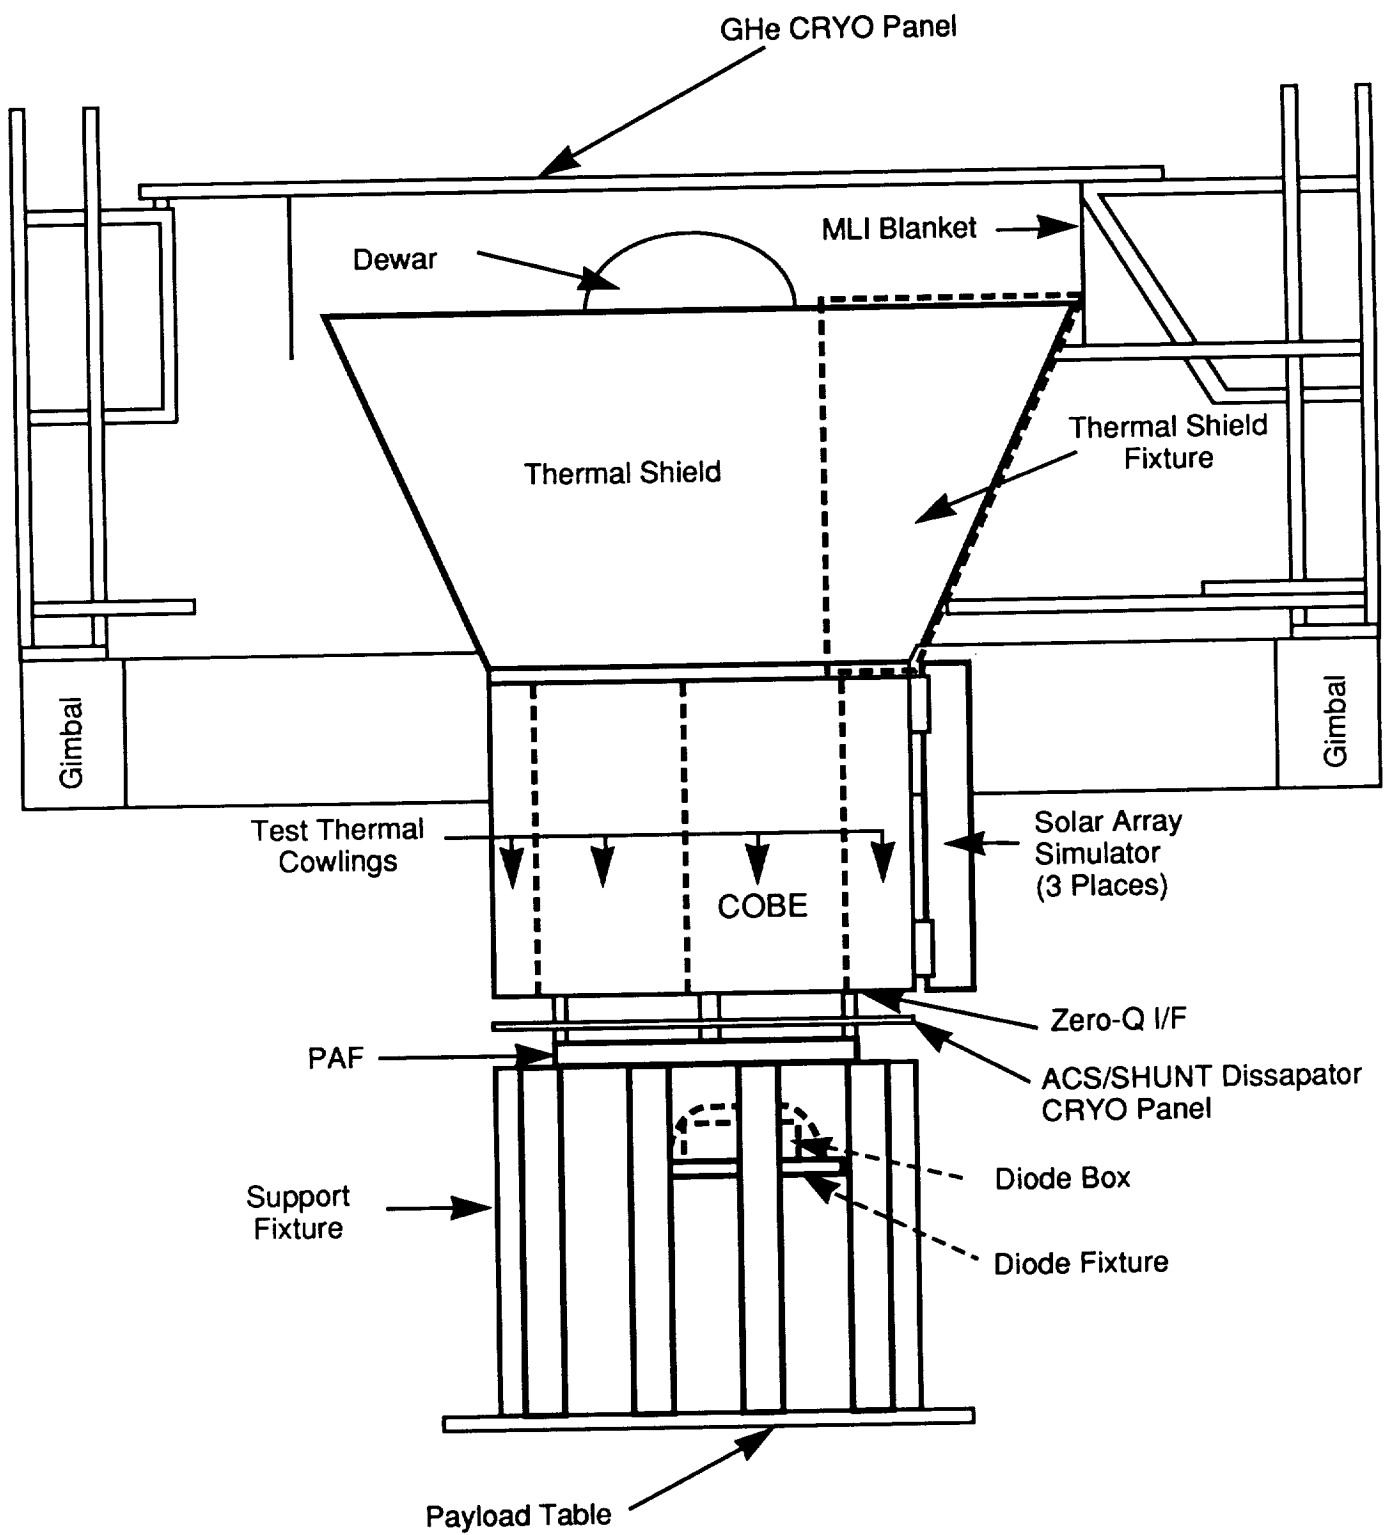 GHe CRYO Panel
MLI Blanket
Dewar
Thermal Shield
Fixture
Thermal Shield
Gimbal
Gimbal
Test Thermal
Cowlings
Solar Array
Simulator
(3 Places)
COBE
Zero-Q I/F
PAF
ACS/SHUNT Dissapator
CRYO Panel
Diode Box
Support
Fixture
Diode Fixture
Payload Table